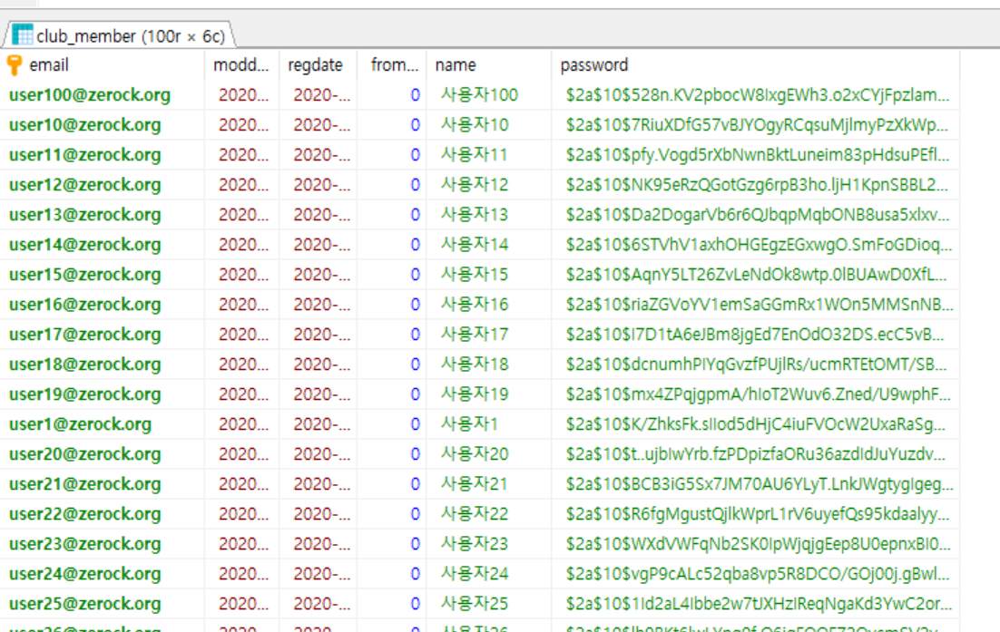 club_member (100r × 6c)
email modd... regdate from... name password
user100@zerock.org 2020... 2020-... 0 사용자100 $2a$10$528n.KV2pbocW8IxgEWh3.o2xCYjFpzlam...
user10@zerock.org 2020... 2020-... 0 사용자10 $2a$10$7RiuXDfG57vBJYOgyRCqsuMjlmyPzXkWp...
user11@zerock.org 2020... 2020-... 0 사용자11 $2a$10$pfy.Vogd5rXbNwnBktLuneim83pHdsuPEfl...
user12@zerock.org 2020... 2020-... 0 사용자12 $2a$10$NK95eRzQGotGzg6rpB3ho.ljH1KpnSBBL2...
user13@zerock.org 2020... 2020-... 0 사용자13 $2a$10$Da2DogarVb6r6QJbqpMqbONB8usa5xlxv...
user14@zerock.org 2020... 2020-... 0 사용자14 $2a$10$6STVhV1axhOHGEgzEGxwgO.SmFoGDioq...
user15@zerock.org 2020... 2020-... 0 사용자15 $2a$10$AqnY5LT26ZvLeNdOk8wtp.0lBUAwD0XfL...
user16@zerock.org 2020... 2020-... 0 사용자16 $2a$10$riaZGVoYV1emSaGGmRx1WOn5MMSnNB...
user17@zerock.org 2020... 2020-... 0 사용자17 $2a$10$I7D1tA6eJBm8jgEd7EnOdO32DS.ecC5vB...
user18@zerock.org 2020... 2020-... 0 사용자18 $2a$10$dcnumhPIYqGvzfPUjlRs/ucmRTEtOMT/SB...
user19@zerock.org 2020... 2020-... 0 사용자19 $2a$10$mx4ZPqjgpmA/hIoT2Wuv6.Zned/U9wphF...
user1@zerock.org 2020... 2020-... 0 사용자1 $2a$10$K/ZhksFk.sIIod5dHjC4iuFVOcW2UxaRaSg...
user20@zerock.org 2020... 2020-... 0 사용자20 $2a$10$t..ujbIwYrb.fzPDpizfaORu36azdIdJuYuzdv...
user21@zerock.org 2020... 2020-... 0 사용자21 $2a$10$BCB3iG5Sx7JM70AU6YLyT.LnkJWgtyglgeg...
user22@zerock.org 2020... 2020-... 0 사용자22 $2a$10$R6fgMgustQjlkWprL1rV6uyefQs95kdaalyy...
user23@zerock.org 2020... 2020-... 0 사용자23 $2a$10$WXdVWFqNb2SK0IpWjqjgEep8U0epnxBI0...
user24@zerock.org 2020... 2020-... 0 사용자24 $2a$10$vgP9cALc52qba8vp5R8DCO/GOj00j.gBwl...
user25@zerock.org 2020... 2020-... 0 사용자25 $2a$10$1Id2aL4Ibbe2w7tJXHzIReqNgaKd3YwC2or...